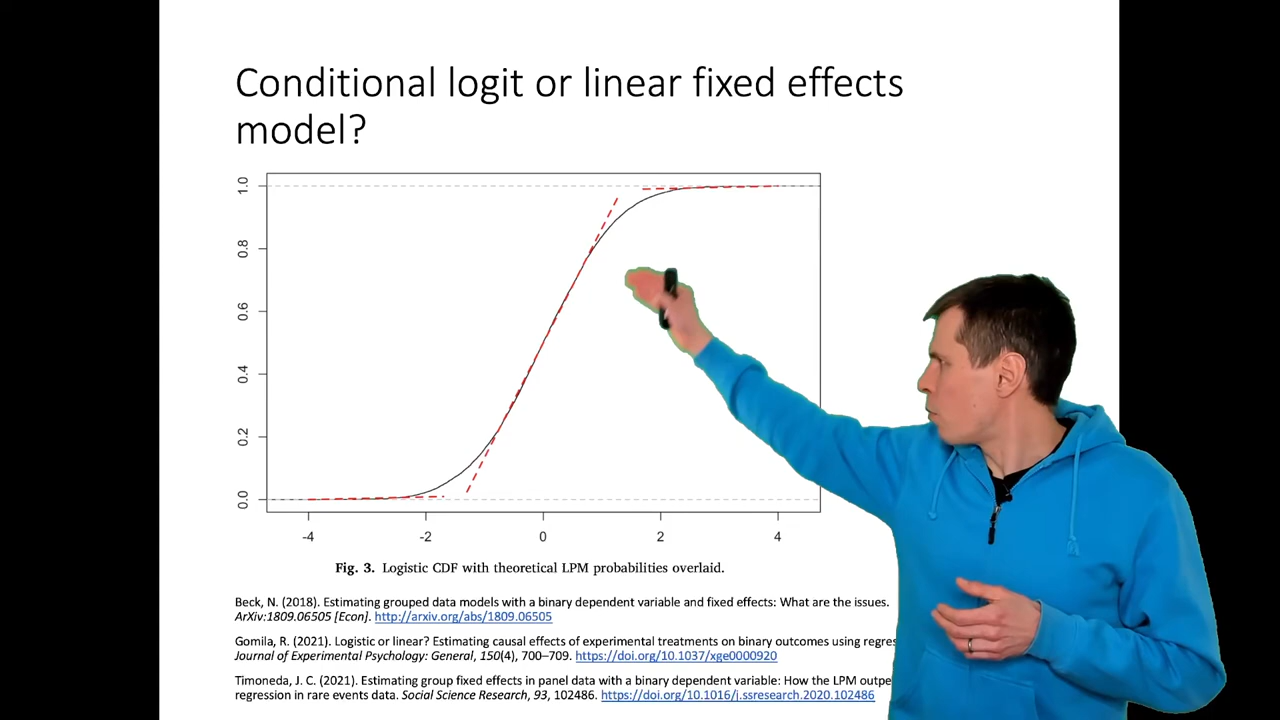 Conditional logit or linear fixed effects
model?
1.0
0.8
0.6
0.4
0.2
0.0
-4 -2 0 2 4
Fig. 3. Logistic CDF with theoretical LPM probabilities overlaid.
Beck, N. (2018). Estimating grouped data models with a binary dependent variable and fixed effects: What are the issues.
ArXiv:1809.06505 [Econ]. http://arxiv.org/abs/1809.06505
Gomila, R. (2021). Logistic or linear? Estimating causal effects of experimental treatments on binary outcomes using
Journal of Experimental Psychology: General, 150(4), 700–709. https://doi.org/10.1037/xge0000920
Timoneda, J. C. (2021). Estimating group fixed effects in panel data with a binary dependent variable: How the LPM
regression in rare events data. Social Science Research, 93, 102486. https://doi.org/10.1016/j.ssresearch.2020.102486